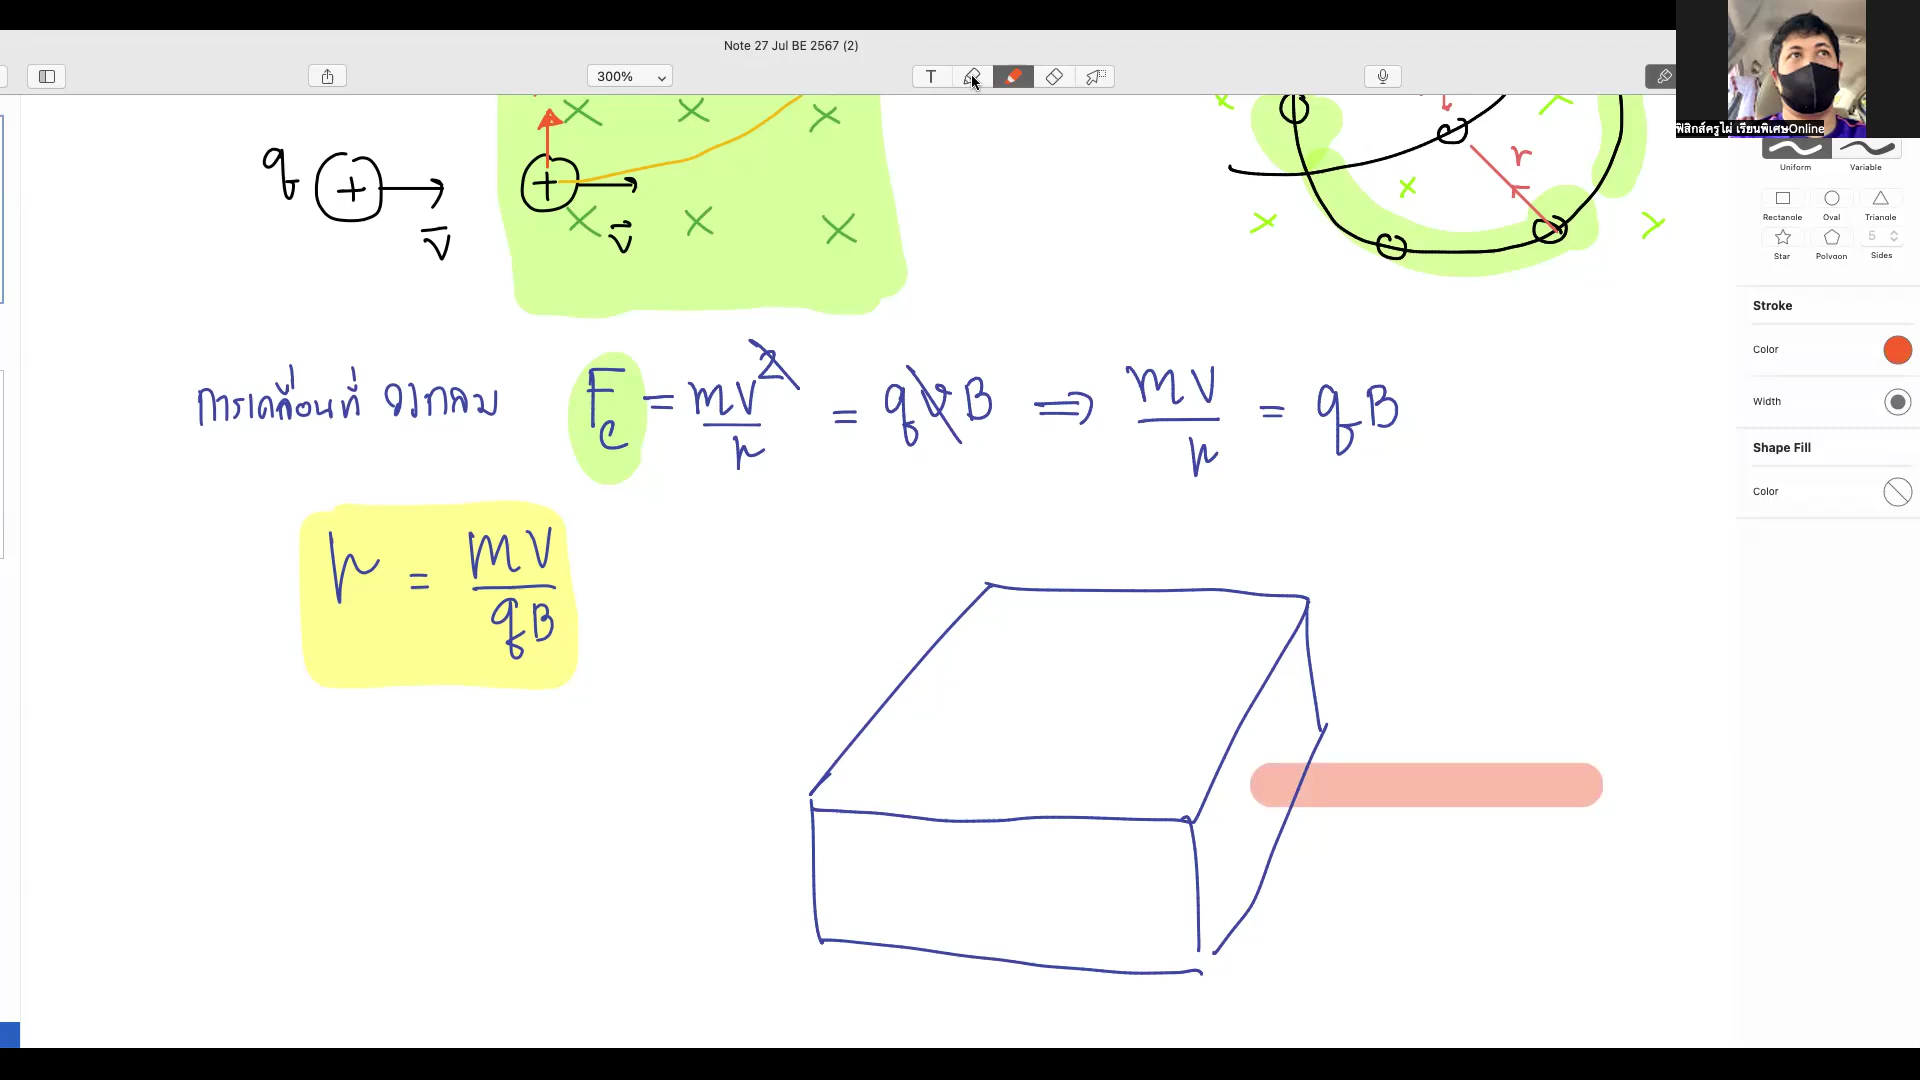 Note 27 Jul BE 2567 (2)
300%
T
ฟิสิกส์ครูไผ่ เรียนพิเศษOnline
Uniform Variable
Rectangle Oval Triangle
5
Star Polygon Sides
Stroke
Color
Width
Shape Fill
Color
q + v̄
+ v̄
r
การเคลื่อนที่ วงกลม F_c = mv²/r = qvB ⇒ mv/r = qB
r = mv/qB